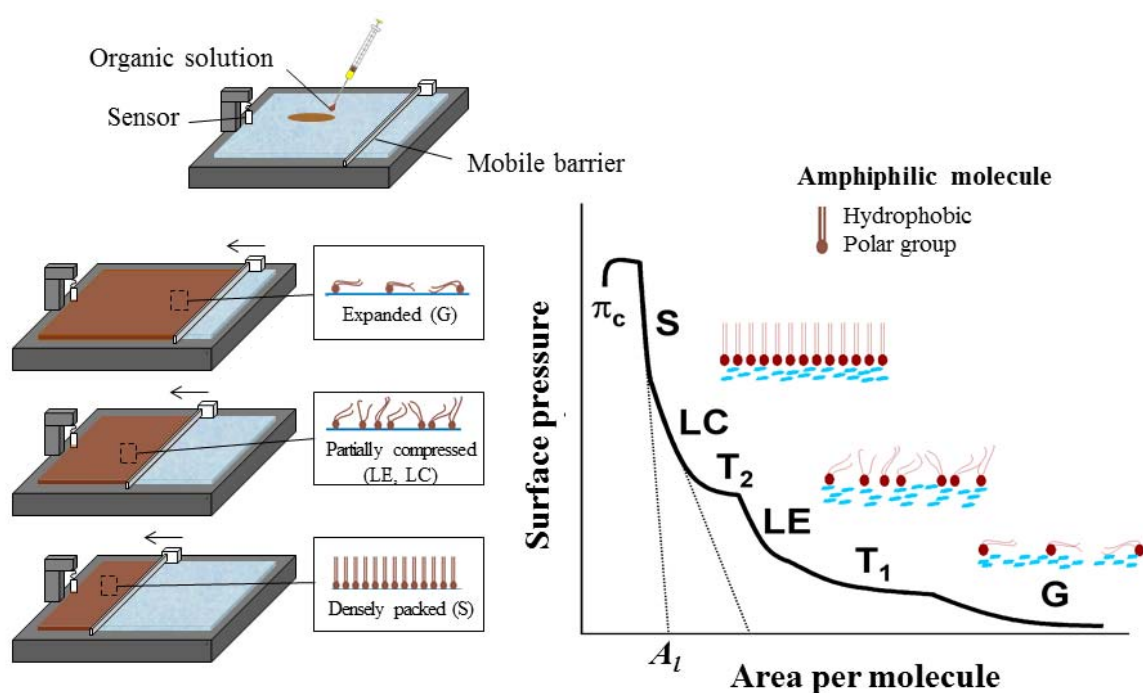 Organic solution
Sensor
Mobile barrier
Expanded (G)
Partially compressed
(LE, LC)
Densely packed (S)
Amphiphilic molecule
Hydrophobic
Polar group
Surface pressure
πc
S
LC
T2
LE
T1
G
Al
Area per molecule